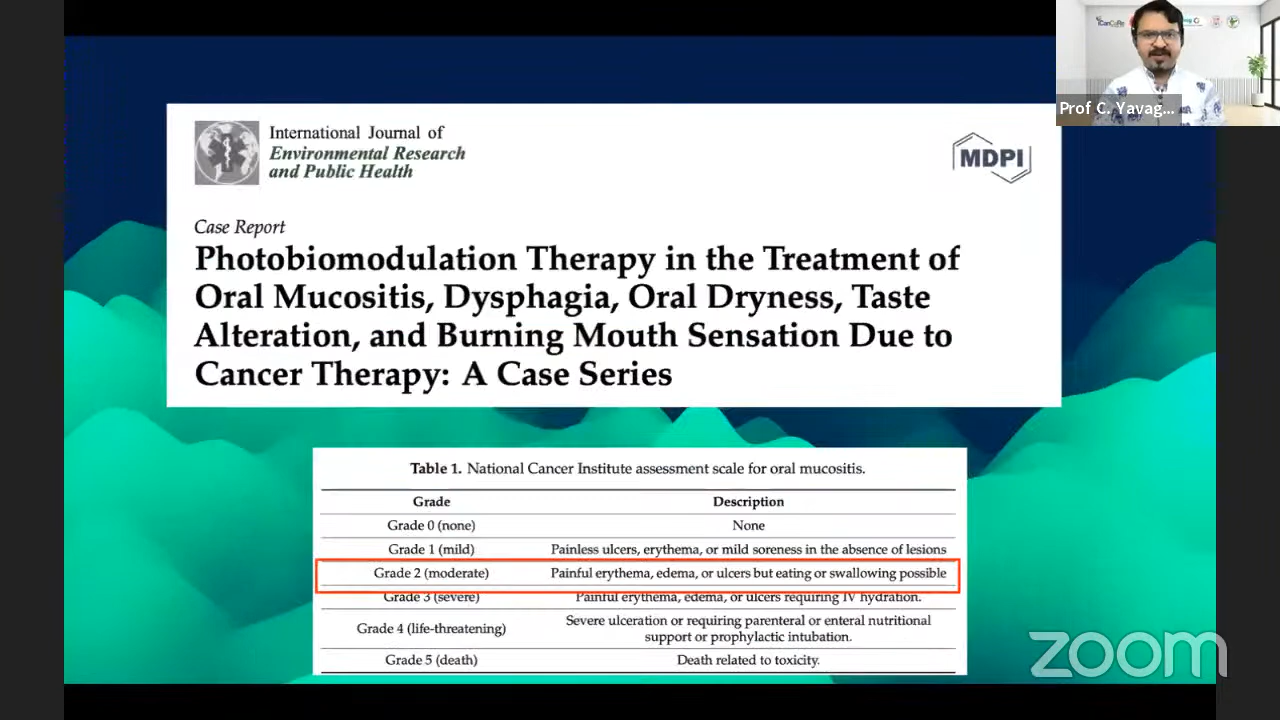 iCanCaRe
Prof C. Yavag...
International Journal of
Environmental Research
and Public Health
MDPI
Case Report
Photobiomodulation Therapy in the Treatment of
Oral Mucositis, Dysphagia, Oral Dryness, Taste
Alteration, and Burning Mouth Sensation Due to
Cancer Therapy: A Case Series
Table 1. National Cancer Institute assessment scale for oral mucositis.
Grade Description
Grade 0 (none) None
Grade 1 (mild) Painless ulcers, erythema, or mild soreness in the absence of lesions
Grade 2 (moderate) Painful erythema, edema, or ulcers but eating or swallowing possible
Grade 3 (severe) Painful erythema, edema, or ulcers requiring IV hydration.
Grade 4 (life-threatening) Severe ulceration or requiring parenteral or enteral nutritional
support or prophylactic intubation.
Grade 5 (death) Death related to toxicity.
zoom